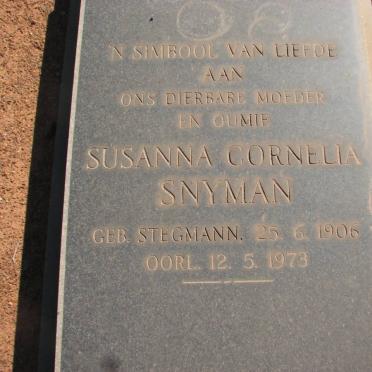 'N SIMBOOL VAN LIEFDE
AAN
ONS DIERBARE MOEDER
EN OUMIE
SUSANNA CORNELIA
SNYMAN
GEB. STEGMANN. 25. 6. 1906
OORL. 12. 5. 1973